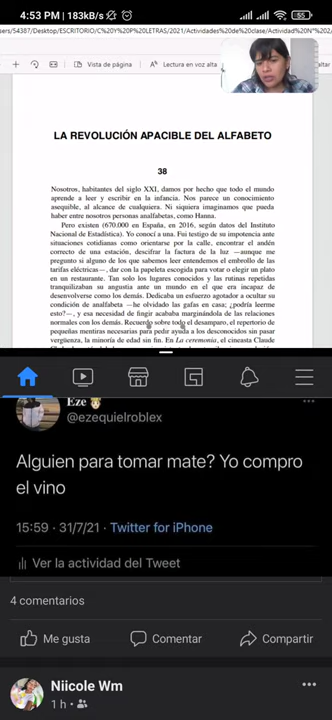 4:53 PM | 183kB/s
55
sers/54387/Desktop/ESCRITORIO/C%20Y%20P%20LETRAS/2021/Actividades%20de%20clase/Actividad%20N°%2
Vista de página
Lectura en voz alta
ltar
LA REVOLUCIÓN APACIBLE DEL ALFABETO
38
Nosotros, habitantes del siglo XXI, damos por hecho que todo el mundo
aprende a leer y escribir en la infancia. Nos parece un conocimiento
asequible, al alcance de cualquiera. Ni siquiera imaginamos que pueda
haber entre nosotros personas analfabetas, como Hanna.
Pero existen (670.000 en España, en 2016, según datos del Instituto
Nacional de Estadística). Yo conocí a una. Fui testigo de su impotencia ante
situaciones cotidianas como orientarse por la calle, encontrar el andén
correcto de una estación, descifrar la factura de la luz —aunque me
pregunto si alguno de los que sabemos leer entendemos el embrollo de las
tarifas eléctricas—, dar con la papeleta escogida para votar o elegir un plato
en un restaurante. Tan solo los lugares conocidos y las rutinas repetidas
tranquilizaban su angustia ante un mundo en el que era incapaz de
desenvolverse como los demás. Dedicaba un esfuerzo agotador a ocultar su
condición de analfabeta —he olvidado las gafas en casa; ¿podría leerme
esto?—, y esa necesidad de fingir acababa marginándola de las relaciones
normales con los demás. Recuerdo sobre todo el desamparo, el repertorio de
pequeñas mentiras necesarias para pedir ayuda a los desconocidos sin pasar
vergüenza, la minoría de edad sin fin. En La ceremonia, el cineasta Claude
Eze
@ezequielroblex
Alguien para tomar mate? Yo compro
el vino
15:59 · 31/7/21 · Twitter for iPhone
Ver la actividad del Tweet
4 comentarios
Me gusta
Comentar
Compartir
Niicole Wm
1 h ·